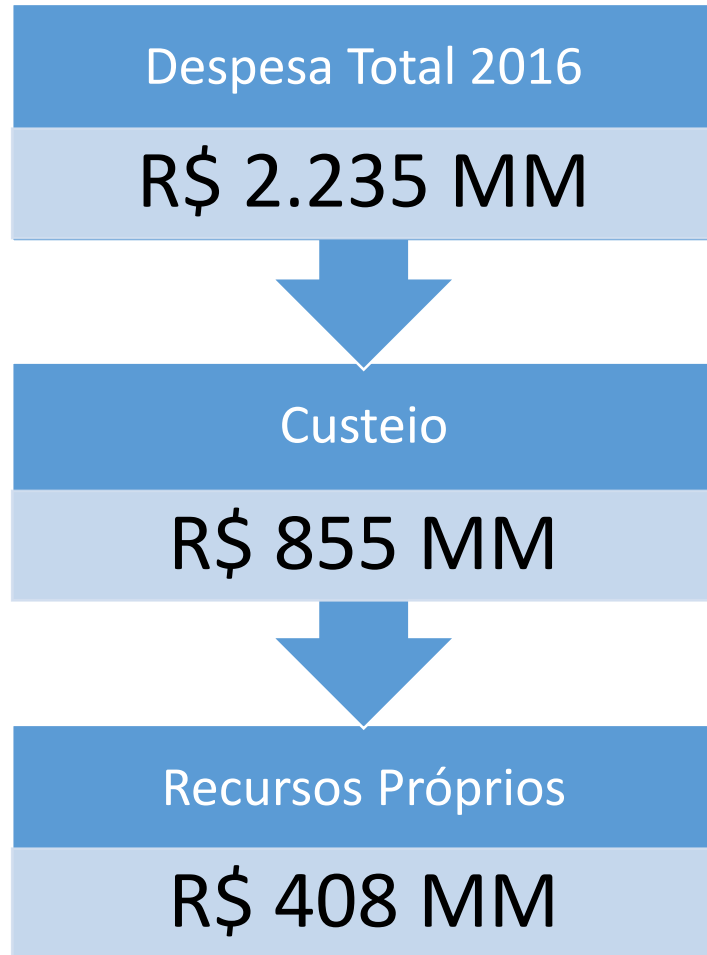 Despesa Total 2016
R$ 2.235 MM
Custeio
R$ 855 MM
Recursos Próprios
R$ 408 MM